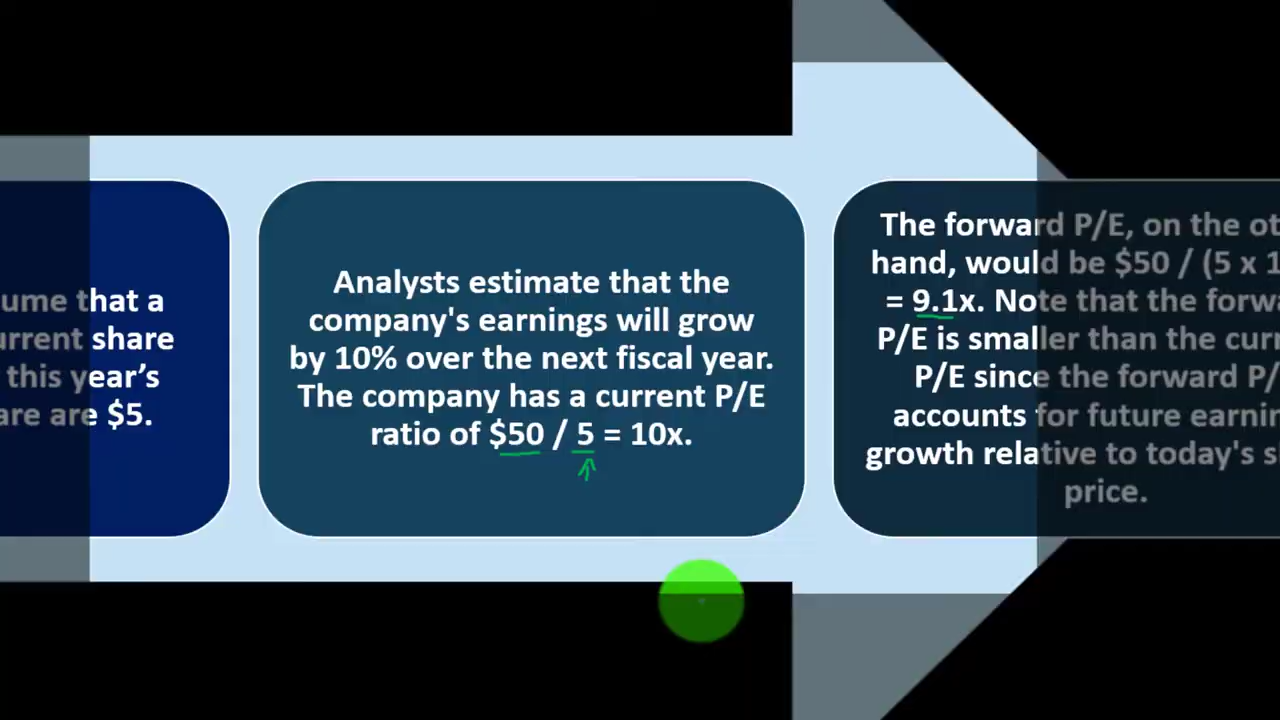 ume that a
urrent share
this year's
are are $5.
Analysts estimate that the
company's earnings will grow
by 10% over the next fiscal year.
The company has a current P/E
ratio of $50 / 5 = 10x.
The forward P/E, on the ot
hand, would be $50 / (5 x 1
= 9.1x. Note that the forw
P/E is smaller than the curr
P/E since the forward P/
accounts for future earnin
growth relative to today's s
price.